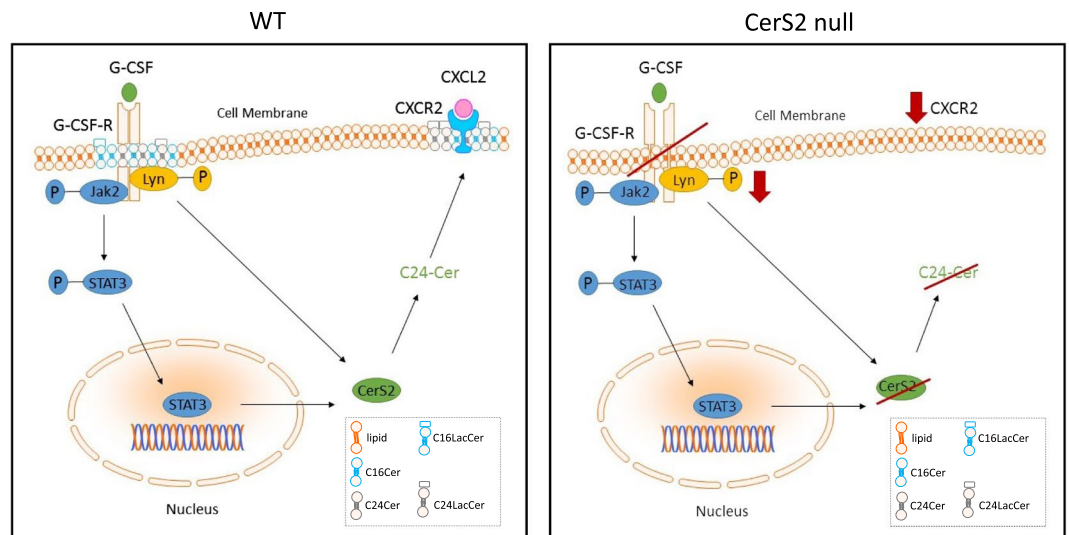 WT
G-CSF
CXCL2
CXCR2
Cell Membrane
G-CSF-R
P
Jak2
Lyn
P
P
STAT3
C24-Cer
STAT3
CerS2
Nucleus
lipid
C16LacCer
C16Cer
C24Cer
C24LacCer
CerS2 null
G-CSF
CXCR2
Cell Membrane
G-CSF-R
P
Jak2
Lyn
P
P
STAT3
C24-Cer
STAT3
CerS2
Nucleus
lipid
C16LacCer
C16Cer
C24Cer
C24LacCer